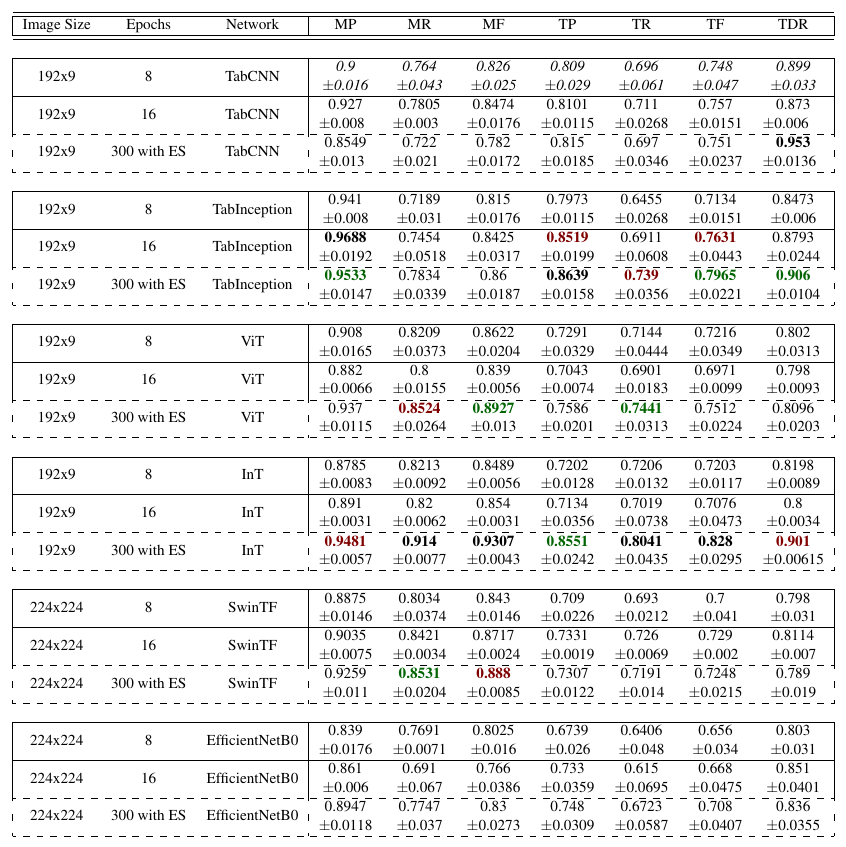 Image Size Epochs Network MP MR MF TP TR TF TDR
192x9 8 TabCNN 0.9 0.764 0.826 0.809 0.696 0.748 0.899
±0.016 ±0.043 ±0.025 ±0.029 ±0.061 ±0.047 ±0.033
192x9 16 TabCNN 0.927 0.7805 0.8474 0.8101 0.711 0.757 0.873
±0.008 ±0.003 ±0.0176 ±0.0115 ±0.0268 ±0.0151 ±0.006
192x9 300 with ES TabCNN 0.8549 0.722 0.782 0.815 0.697 0.751 0.953
±0.013 ±0.021 ±0.0172 ±0.0185 ±0.0346 ±0.0237 ±0.0136
192x9 8 TabInception 0.941 0.7189 0.815 0.7973 0.6455 0.7134 0.8473
±0.008 ±0.031 ±0.0176 ±0.0115 ±0.0268 ±0.0151 ±0.006
192x9 16 TabInception 0.9688 0.7454 0.8425 0.8519 0.6911 0.7631 0.8793
±0.0192 ±0.0518 ±0.0317 ±0.0199 ±0.0608 ±0.0443 ±0.0244
192x9 300 with ES TabInception 0.9533 0.7834 0.86 0.8639 0.739 0.7965 0.906
±0.0147 ±0.0339 ±0.0187 ±0.0158 ±0.0356 ±0.0221 ±0.0104
192x9 8 ViT 0.908 0.8209 0.8622 0.7291 0.7144 0.7216 0.802
±0.0165 ±0.0373 ±0.0204 ±0.0329 ±0.0444 ±0.0349 ±0.0313
192x9 16 ViT 0.882 0.8 0.839 0.7043 0.6901 0.6971 0.798
±0.0066 ±0.0155 ±0.0056 ±0.0074 ±0.0183 ±0.0099 ±0.0093
192x9 300 with ES ViT 0.937 0.8524 0.8927 0.7586 0.7441 0.7512 0.8096
±0.0115 ±0.0264 ±0.013 ±0.0201 ±0.0313 ±0.0224 ±0.0203
192x9 8 InT 0.8785 0.8213 0.8489 0.7202 0.7206 0.7203 0.8198
±0.0083 ±0.0092 ±0.0056 ±0.0128 ±0.0132 ±0.0117 ±0.0089
192x9 16 InT 0.891 0.82 0.854 0.7134 0.7019 0.7076 0.8
±0.0031 ±0.0062 ±0.0031 ±0.0356 ±0.0738 ±0.0473 ±0.0034
192x9 300 with ES InT 0.9481 0.914 0.9307 0.8551 0.8041 0.828 0.901
±0.0057 ±0.0077 ±0.0043 ±0.0242 ±0.0435 ±0.0295 ±0.00615
224x224 8 SwinTF 0.8875 0.8034 0.843 0.709 0.693 0.7 0.798
±0.0146 ±0.0374 ±0.0146 ±0.0226 ±0.0212 ±0.041 ±0.031
224x224 16 SwinTF 0.9035 0.8421 0.8717 0.7331 0.726 0.729 0.8114
±0.0075 ±0.0034 ±0.0024 ±0.0019 ±0.0069 ±0.002 ±0.007
224x224 300 with ES SwinTF 0.9259 0.8531 0.888 0.7307 0.7191 0.7248 0.789
±0.011 ±0.0204 ±0.0085 ±0.0122 ±0.014 ±0.0215 ±0.019
224x224 8 EfficientNetB0 0.839 0.7691 0.8025 0.6739 0.6406 0.656 0.803
±0.0176 ±0.0071 ±0.016 ±0.026 ±0.048 ±0.034 ±0.031
224x224 16 EfficientNetB0 0.861 0.691 0.766 0.733 0.615 0.668 0.851
±0.006 ±0.067 ±0.0386 ±0.0359 ±0.0695 ±0.0475 ±0.0401
224x224 300 with ES EfficientNetB0 0.8947 0.7747 0.83 0.748 0.6723 0.708 0.836
±0.0118 ±0.037 ±0.0273 ±0.0309 ±0.0587 ±0.0407 ±0.0355